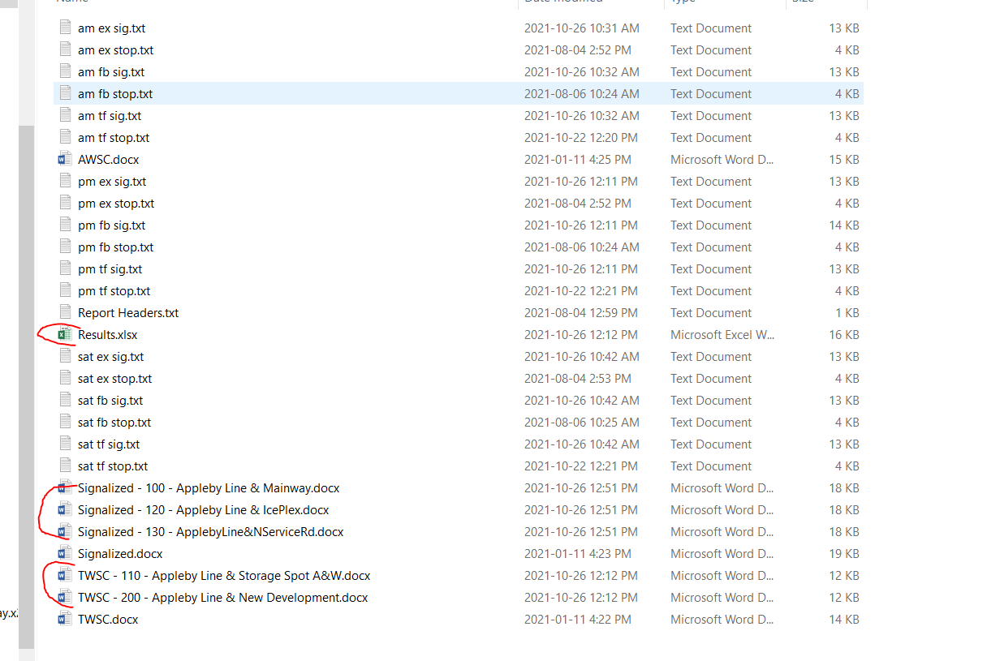 Name Date modified Type Size
am ex sig.txt 2021-10-26 10:31 AM Text Document 13 KB
am ex stop.txt 2021-08-04 2:52 PM Text Document 4 KB
am fb sig.txt 2021-10-26 10:32 AM Text Document 13 KB
am fb stop.txt 2021-08-06 10:24 AM Text Document 4 KB
am tf sig.txt 2021-10-26 10:32 AM Text Document 13 KB
am tf stop.txt 2021-10-22 12:20 PM Text Document 4 KB
AWSC.docx 2021-01-11 4:25 PM Microsoft Word D... 15 KB
pm ex sig.txt 2021-10-26 12:11 PM Text Document 13 KB
pm ex stop.txt 2021-08-04 2:52 PM Text Document 4 KB
pm fb sig.txt 2021-10-26 12:11 PM Text Document 14 KB
pm fb stop.txt 2021-08-06 10:24 AM Text Document 4 KB
pm tf sig.txt 2021-10-26 12:11 PM Text Document 13 KB
pm tf stop.txt 2021-10-22 12:21 PM Text Document 4 KB
Report Headers.txt 2021-08-04 12:59 PM Text Document 1 KB
Results.xlsx 2021-10-26 12:12 PM Microsoft Excel W... 16 KB
sat ex sig.txt 2021-10-26 10:42 AM Text Document 13 KB
sat ex stop.txt 2021-08-04 2:53 PM Text Document 4 KB
sat fb sig.txt 2021-10-26 10:42 AM Text Document 13 KB
sat fb stop.txt 2021-08-06 10:25 AM Text Document 4 KB
sat tf sig.txt 2021-10-26 10:42 AM Text Document 13 KB
sat tf stop.txt 2021-10-22 12:21 PM Text Document 4 KB
Signalized - 100 - Appleby Line & Mainway.docx 2021-10-26 12:51 PM Microsoft Word D... 18 KB
Signalized - 120 - Appleby Line & IcePlex.docx 2021-10-26 12:51 PM Microsoft Word D... 18 KB
Signalized - 130 - ApplebyLine&NServiceRd.docx 2021-10-26 12:51 PM Microsoft Word D... 18 KB
Signalized.docx 2021-01-11 4:23 PM Microsoft Word D... 19 KB
TWSC - 110 - Appleby Line & Storage Spot A&W.docx 2021-10-26 12:12 PM Microsoft Word D... 12 KB
TWSC - 200 - Appleby Line & New Development.docx 2021-10-26 12:12 PM Microsoft Word D... 12 KB
TWSC.docx 2021-01-11 4:22 PM Microsoft Word D... 14 KB